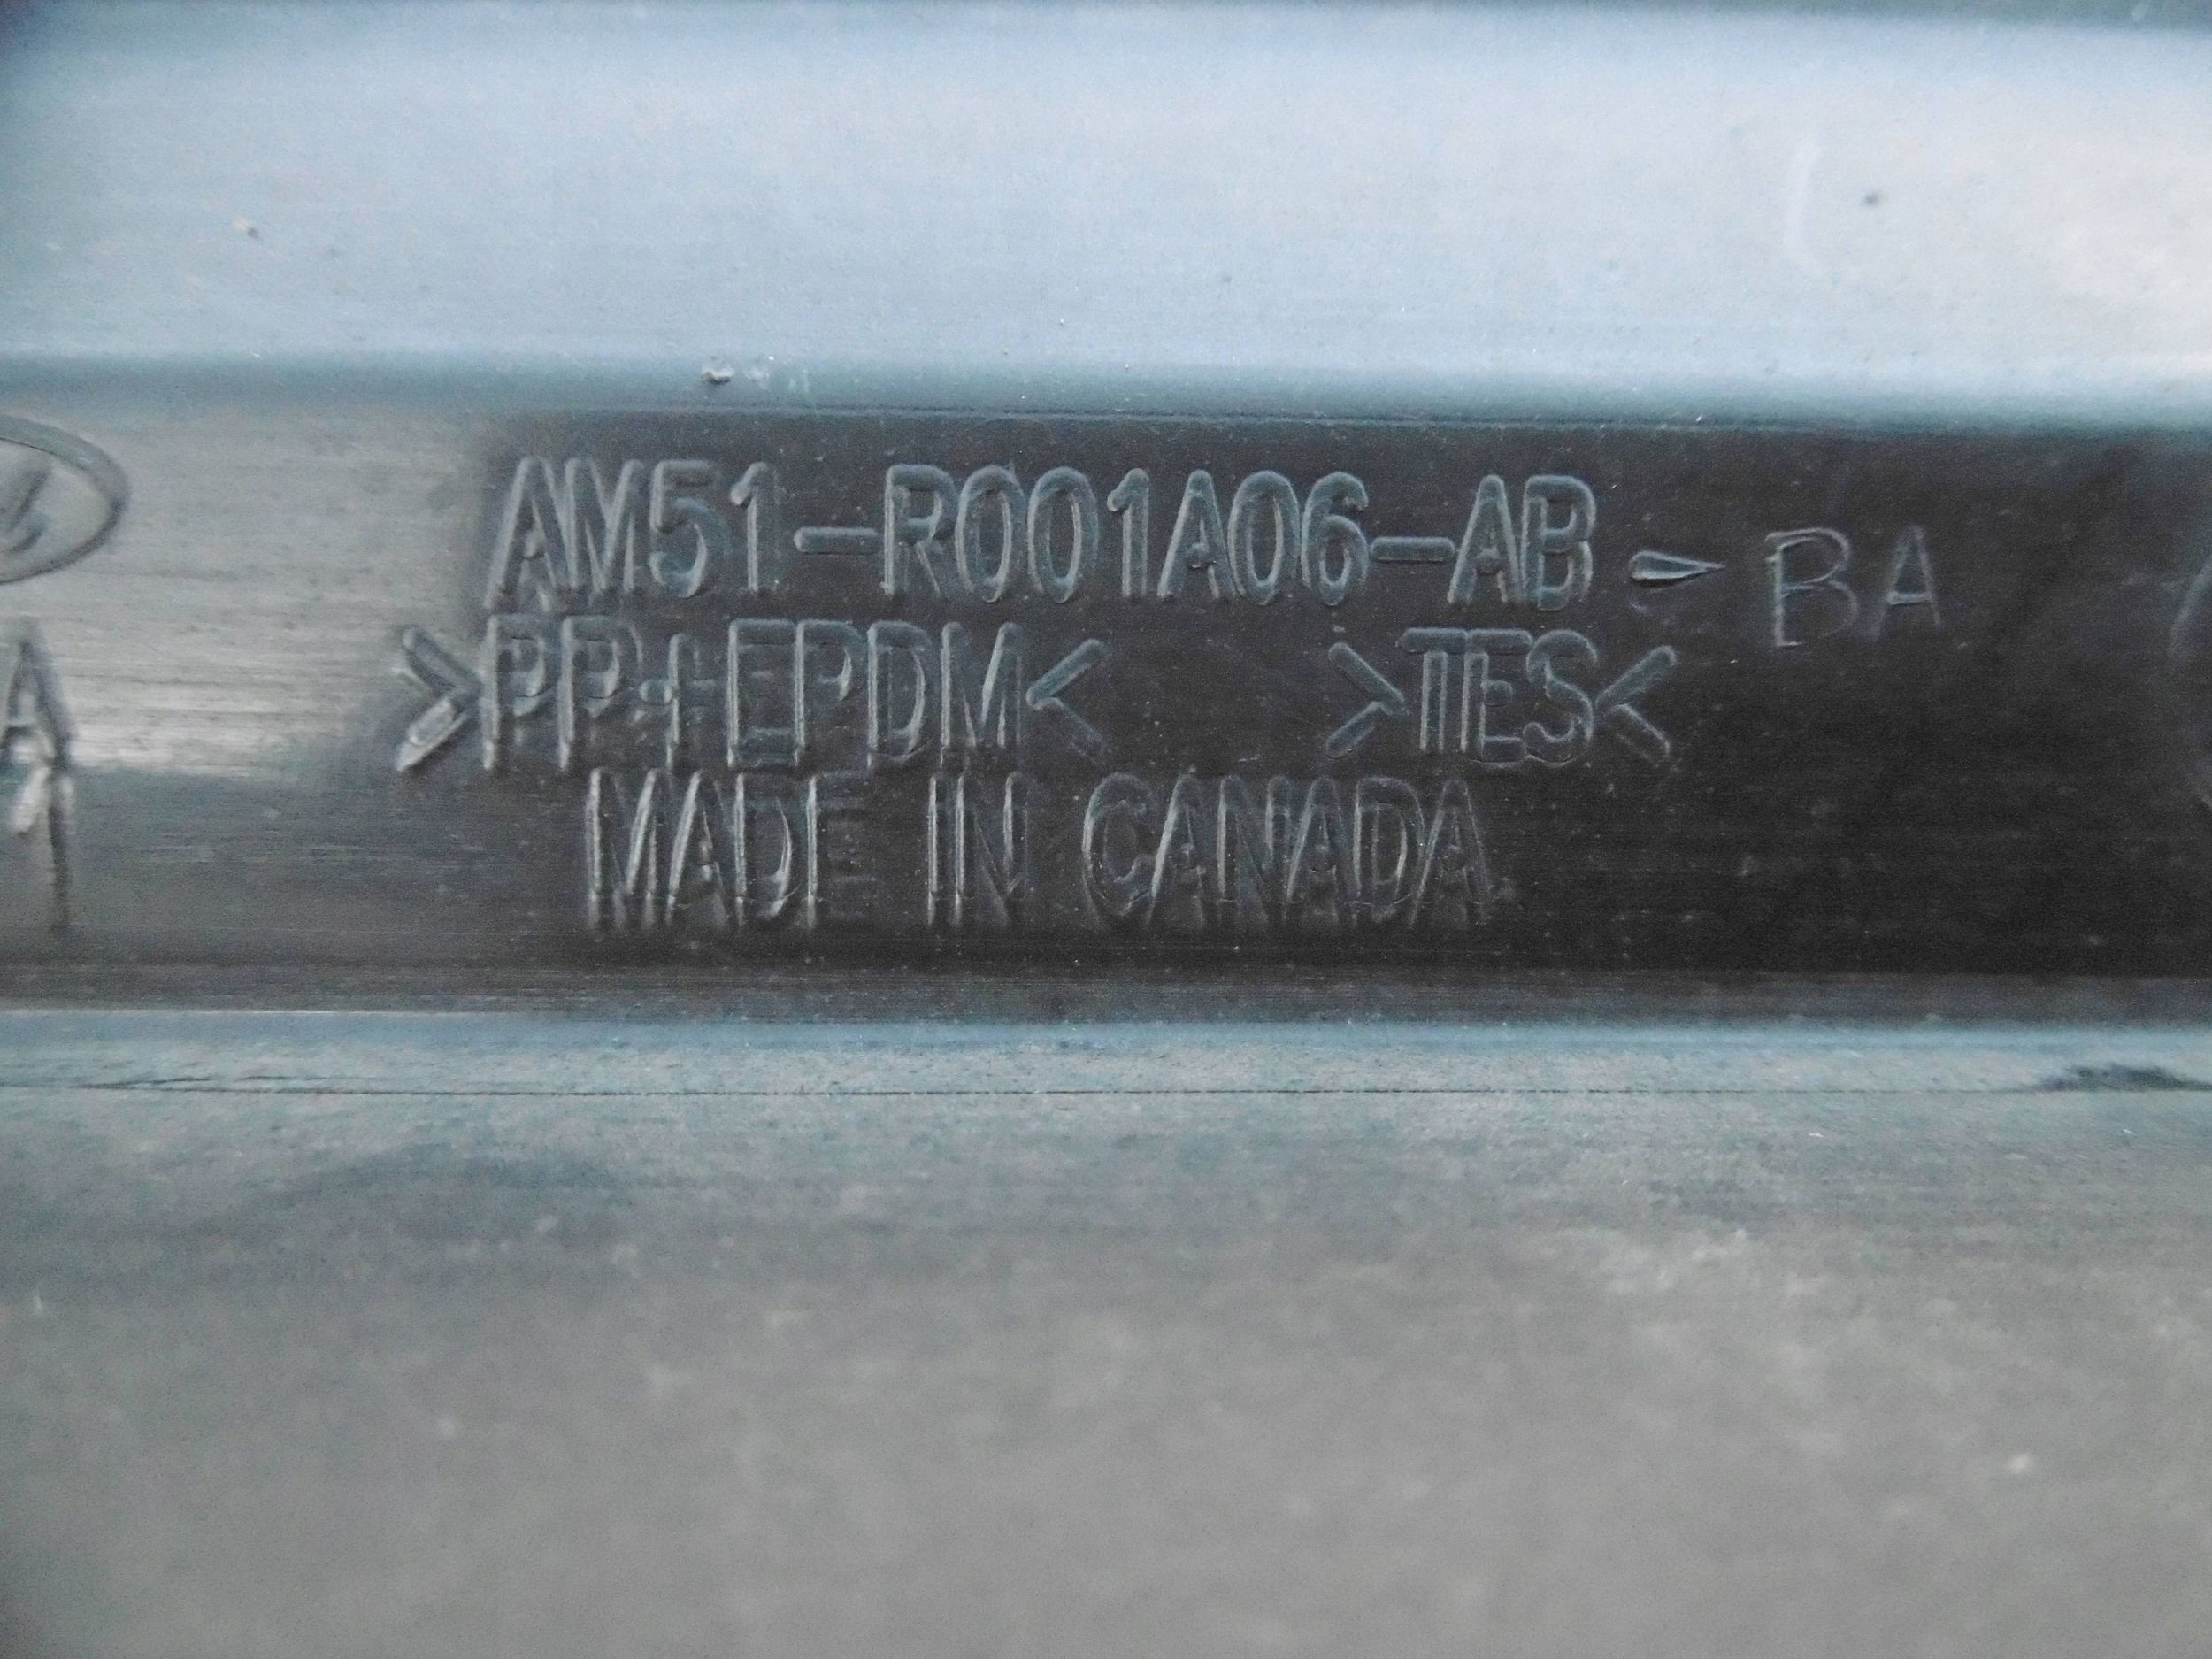 AM51-R001A06-AB - BA
>PP+EPDM< >TES<
MADE IN CANADA